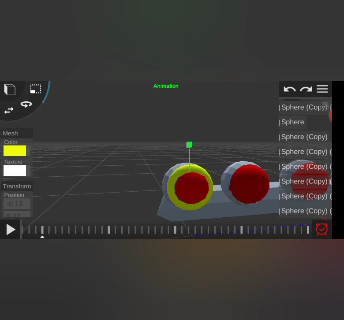 Animation
Mesh
Color
Texture
Transform
Position
Sphere (Copy) (
Sphere
Sphere (Copy)
Sphere (Copy)
Sphere (Copy)
Sphere (Copy) (
Sphere (Copy) (
Sphere (Copy) (